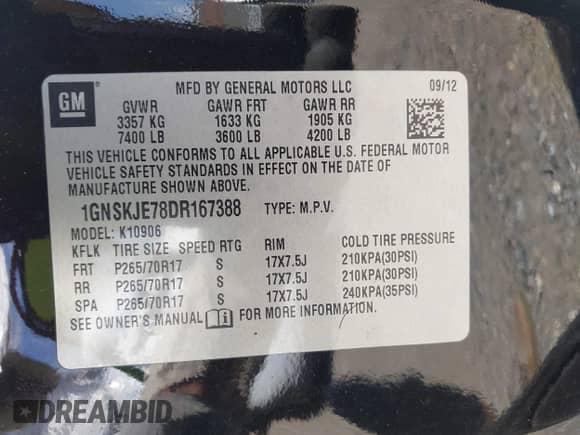 GM
MFD BY GENERAL MOTORS LLC 09/12
GVWR GAWR FRT GAWR RR
3357 KG 1633 KG 1905 KG
7400 LB 3600 LB 4200 LB
THIS VEHICLE CONFORMS TO ALL APPLICABLE U.S. FEDERAL MOTOR
VEHICLE SAFETY STANDARDS IN EFFECT ON THE DATE OF
MANUFACTURE SHOWN ABOVE.
1GNSKJE78DR167388 TYPE: M.P.V.
MODEL: K10906
KFLK TIRE SIZE SPEED RTG RIM COLD TIRE PRESSURE
FRT P265/70R17 S 17X7.5J 210KPA(30PSI)
RR P265/70R17 S 17X7.5J 210KPA(30PSI)
SPA P265/70R17 S 17X7.5J 240KPA(35PSI)
SEE OWNER'S MANUAL FOR MORE INFORMATION.
DREAMBID